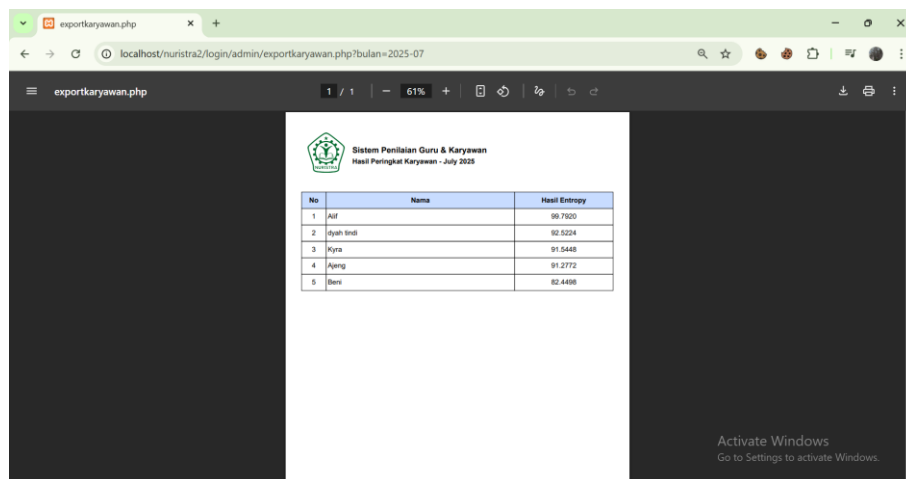 exportkaryawan.php
localhost/nuristra2/login/admin/exportkaryawan.php?bulan=2025-07
exportkaryawan.php
1 / 1
61%
NURISTRA
Sistem Penilaian Guru & Karyawan
Hasil Peringkat Karyawan - July 2025
No Nama Hasil Entropy
1 Alif 99.7920
2 dyah tindi 92.5224
3 Kyra 91.5448
4 Ajeng 91.2772
5 Beni 82.4498
Activate Windows
Go to Settings to activate Windows.